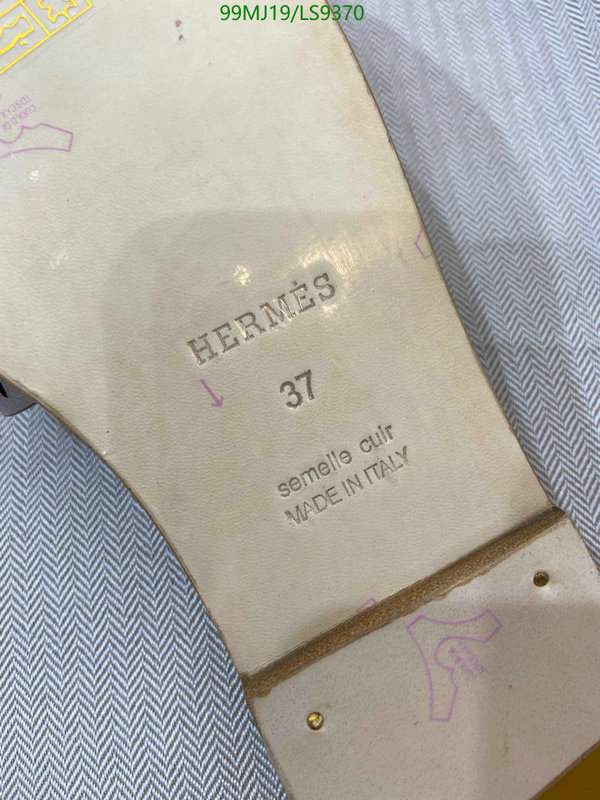 99MJ19/LS9370
HERMÈS
37
semelle cuir
MADE IN ITALY